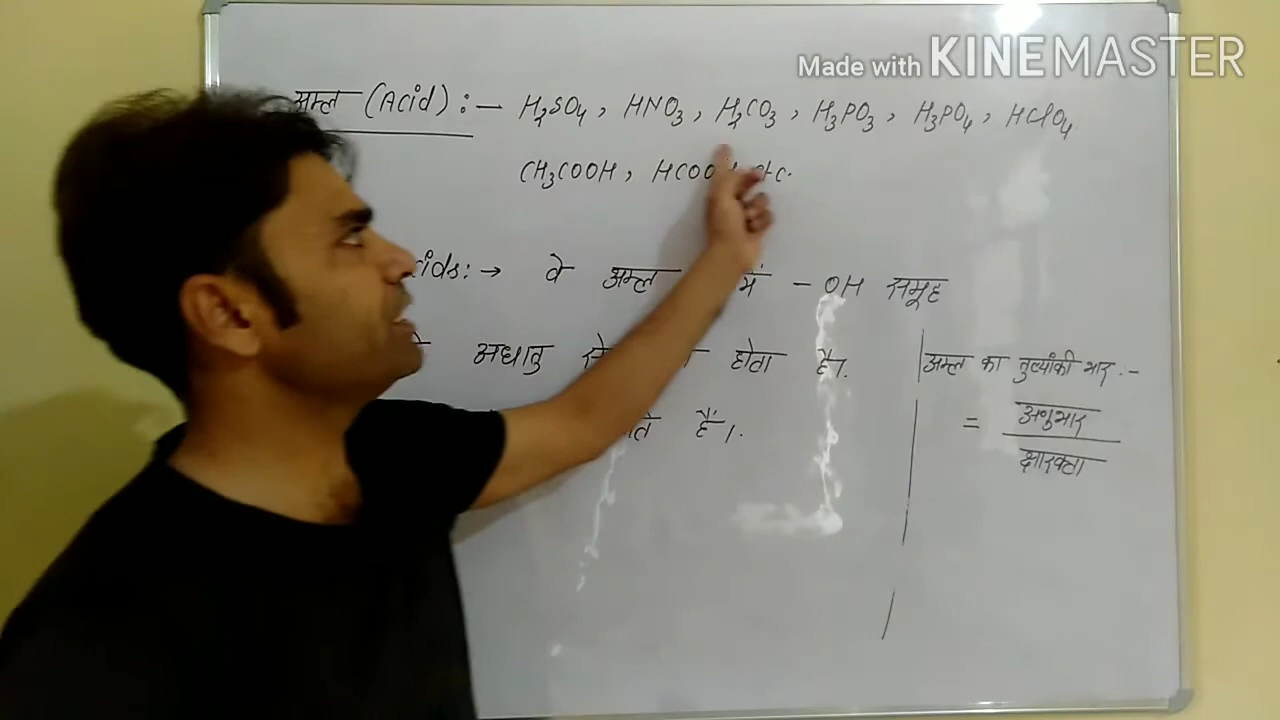 Made with KINEMASTER
अम्ल (Acid) :- H₂SO₄, HNO₃, H₂CO₃, H₃PO₃, H₃PO₄, HClO₄
CH₃COOH, HCOOH etc.
cids: → वे अम्ल में - OH समूह
अधातु से होता है।
ते हैं।
अम्ल का तुल्यांकी भार :-
= अणुभार
क्षारकता